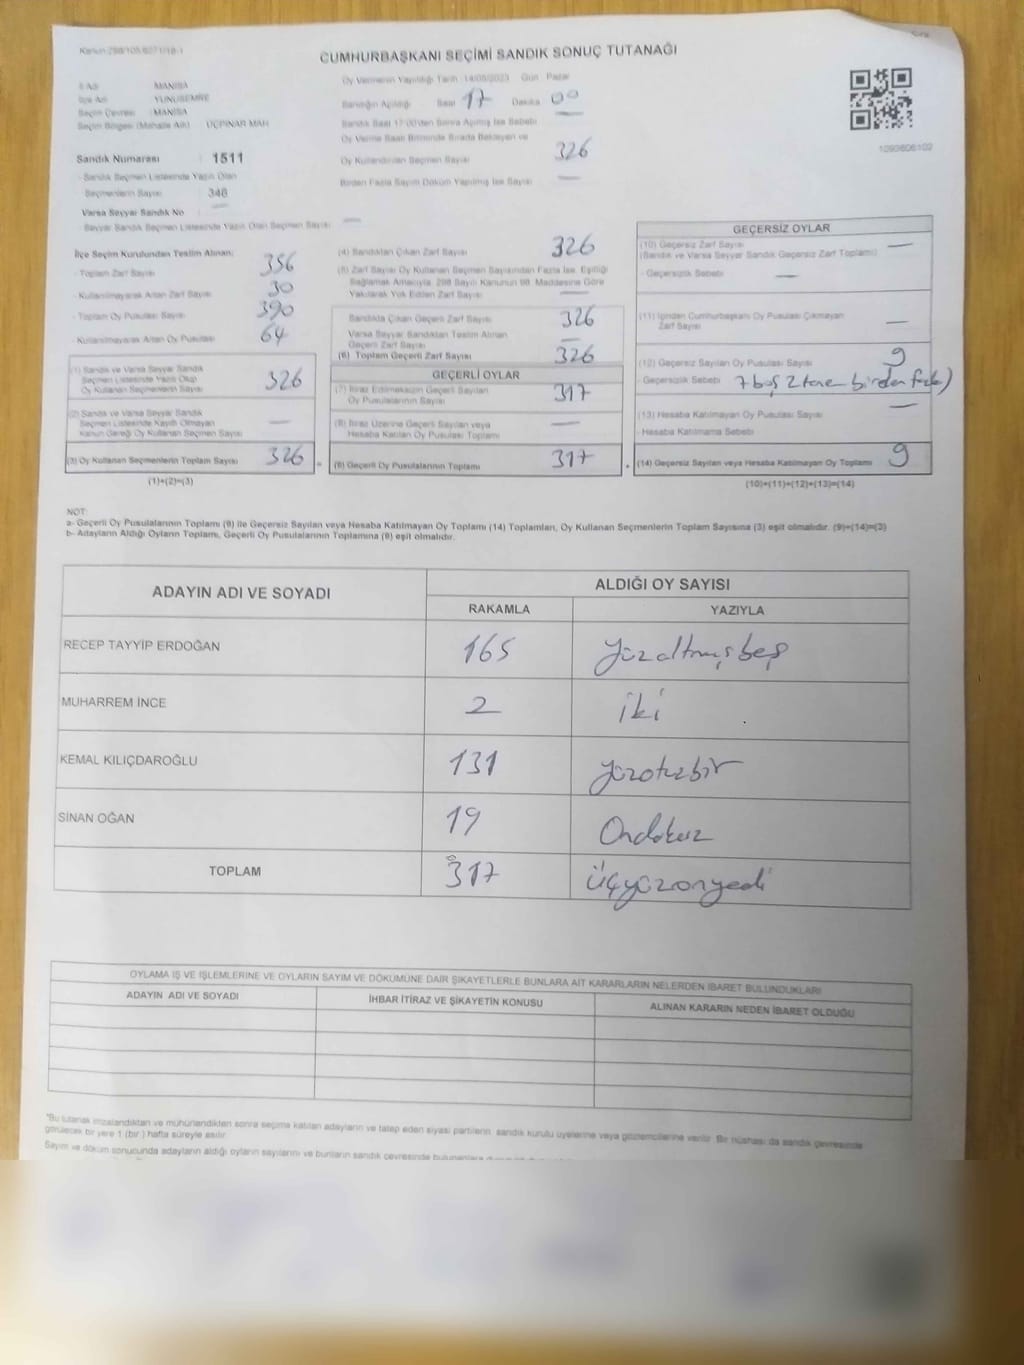 Kanun 298/105
CUMHURBAŞKANI SEÇİMİ SANDIK SONUÇ TUTANAĞI
İl Adı MANİSA
İlçe Adı YUNUSEMRE
Seçim Çevresi : MANİSA
Seçim Bölgesi (Mahalle Adı) ÜÇPINAR MAH
Oy Vermenin Yapıldığı Tarih : 14/05/2023 Gün Pazar
Sandığın Açıldığı Saat 17 Dakika 00
Sandık Saat 17:00'den Sonra Açılmış İse Sebebi —
Oy Verme Saati Bitiminde Sırada Bekleyen ve
Oy Kullandırılan Seçmen Sayısı 326
Birden Fazla Sayım Döküm Yapılmış İse Sayısı —
Sandık Numarası : 1511
- Sandık Seçmen Listesinde Yazılı Olan
Seçmenlerin Sayısı : 346
Varsa Seyyar Sandık No —
- Seyyar Sandık Seçmen Listesinde Yazılı Olan Seçmen Sayısı —
İlçe Seçim Kurulundan Teslim Alınan:
- Toplam Zarf Sayısı 356
- Kullanılmayarak Artan Zarf Sayısı 30
- Toplam Oy Pusulası Sayısı 390
- Kullanılmayarak Artan Oy Pusulası 64
(1) Sandık ve Varsa Seyyar Sandık
Seçmen Listesinde Yazılı Olup
Oy Kullanan Seçmenlerin Sayısı 326
(2) Sandık ve Varsa Seyyar Sandık
Seçmen Listesinde Kayıtlı Olmayan
Kanun Gereği Oy Kullanan Seçmen Sayısı —
(3) Oy Kullanan Seçmenlerin Toplam Sayısı 326
(1)+(2)=(3)
(4) Sandıktan Çıkan Zarf Sayısı 326
(5) Zarf Sayısı Oy Kullanan Seçmen Sayısından Fazla İse, Eşitliği
Sağlamak Amacıyla, 298 Sayılı Kanunun 98. Maddesine Göre
Yakılarak Yok Edilen Zarf Sayısı —
Sandıkta Çıkan Geçerli Zarf Sayısı 326
Varsa Seyyar Sandıktan Teslim Alınan
Geçerli Zarf Sayısı —
(6) Toplam Geçerli Zarf Sayısı 326
GEÇERLİ OYLAR
(7) İtiraz Edilmeksizin Geçerli Sayılan
Oy Pusulalarının Sayısı 317
(8) İtiraz Üzerine Geçerli Sayılan veya
Hesaba Katılan Oy Pusulası Toplamı —
(9) Geçerli Oy Pusulalarının Toplamı 317
GEÇERSİZ OYLAR
(10) Geçersiz Zarf Sayısı —
(Sandık ve Varsa Seyyar Sandık Geçersiz Zarf Toplamı)
- Geçersizlik Sebebi —
(11) İçinden Cumhurbaşkanı Oy Pusulası Çıkmayan
Zarf Sayısı —
(12) Geçersiz Sayılan Oy Pusulası Sayısı 9
- Geçersizlik Sebebi 7 boş 2 tane birden fazla)
(13) Hesaba Katılmayan Oy Pusulası Sayısı —
- Hesaba Katılmama Sebebi
(14) Geçersiz Sayılan veya Hesaba Katılmayan Oy Toplamı 9
(10)+(11)+(12)+(13)=(14)
NOT:
a- Geçerli Oy Pusulalarının Toplamı (9) ile Geçersiz Sayılan veya Hesaba Katılmayan Oy Toplamı (14) Toplamları, Oy Kullanan Seçmenlerin Toplam Sayısına (3) eşit olmalıdır. (9)+(14)=(3)
b- Adayların Aldığı Oyların Toplamı, Geçerli Oy Pusulalarının Toplamına (9) eşit olmalıdır.
ADAYIN ADI VE SOYADI
ALDIĞI OY SAYISI
RAKAMLA YAZIYLA
RECEP TAYYİP ERDOĞAN 165 yüzaltmışbeş
MUHARREM İNCE 2 iki
KEMAL KILIÇDAROĞLU 131 yüzotuzbir
SİNAN OĞAN 19 Ondokuz
TOPLAM 317 üçyüzonyedi
OYLAMA İŞ VE İŞLEMLERİNE VE OYLARIN SAYIM VE DÖKÜMÜNE DAİR ŞİKAYETLERLE BUNLARA AİT KARARLARIN NELERDEN İBARET BULUNDUKLARI
ADAYIN ADI VE SOYADI İHBAR İTİRAZ VE ŞİKAYETİN KONUSU ALINAN KARARIN NEDEN İBARET OLDUĞU
*Bu tutanak imzalandıktan ve mühürlendikten sonra seçime katılan adayların ve talep eden siyasi partilerin sandık kurulu üyelerine veya gözlemcilerine verilir. Bir nüshası da sandık çevresinde
görülecek bir yere 1 (bir) hafta süreyle asılır.
Sayım ve döküm sonucunda adayların aldığı oyların sayılarını ve bunların sandık çevresinde